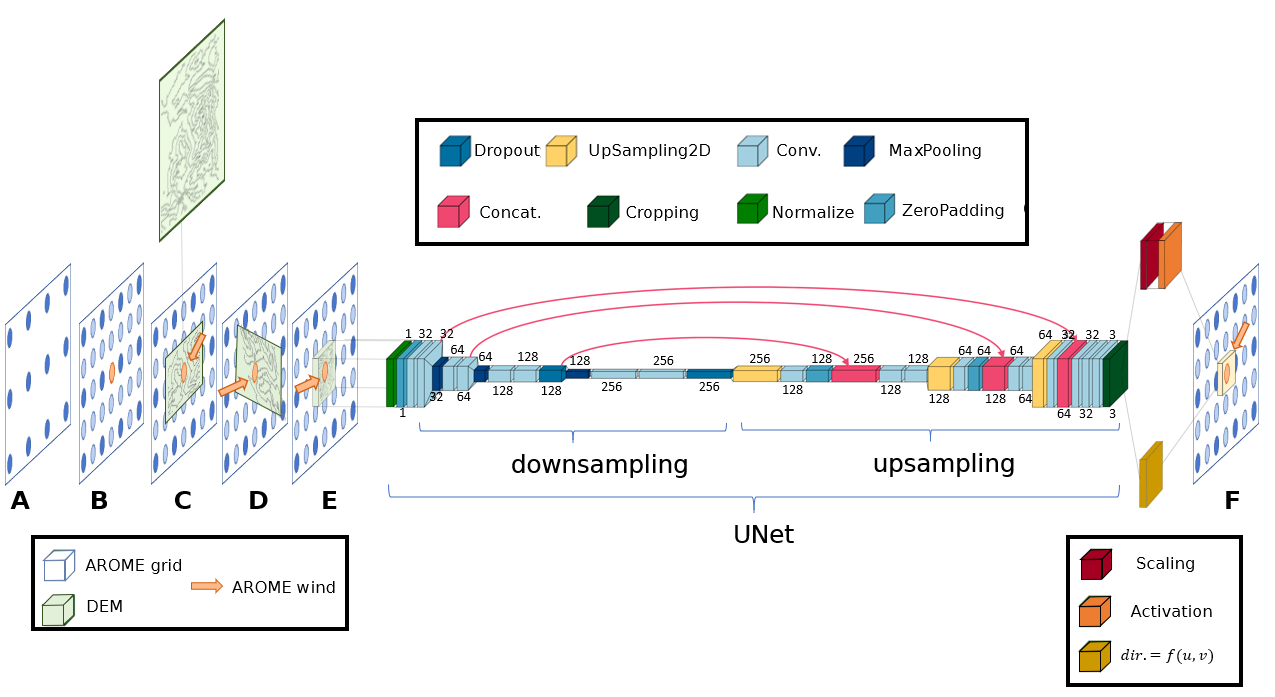 Dropout UpSampling2D Conv. MaxPooling
Concat. Cropping Normalize ZeroPadding
1 32 32
64
64
128
128
256
256
128
256
128
64 64
64
64
32
32
3
1
32
64
128
128
256
256
128
64
128
128
64
64
32
3
downsampling
upsampling
UNet
A B C D E F
AROME grid
AROME wind
DEM
Scaling
Activation
dir. = f(u, v)